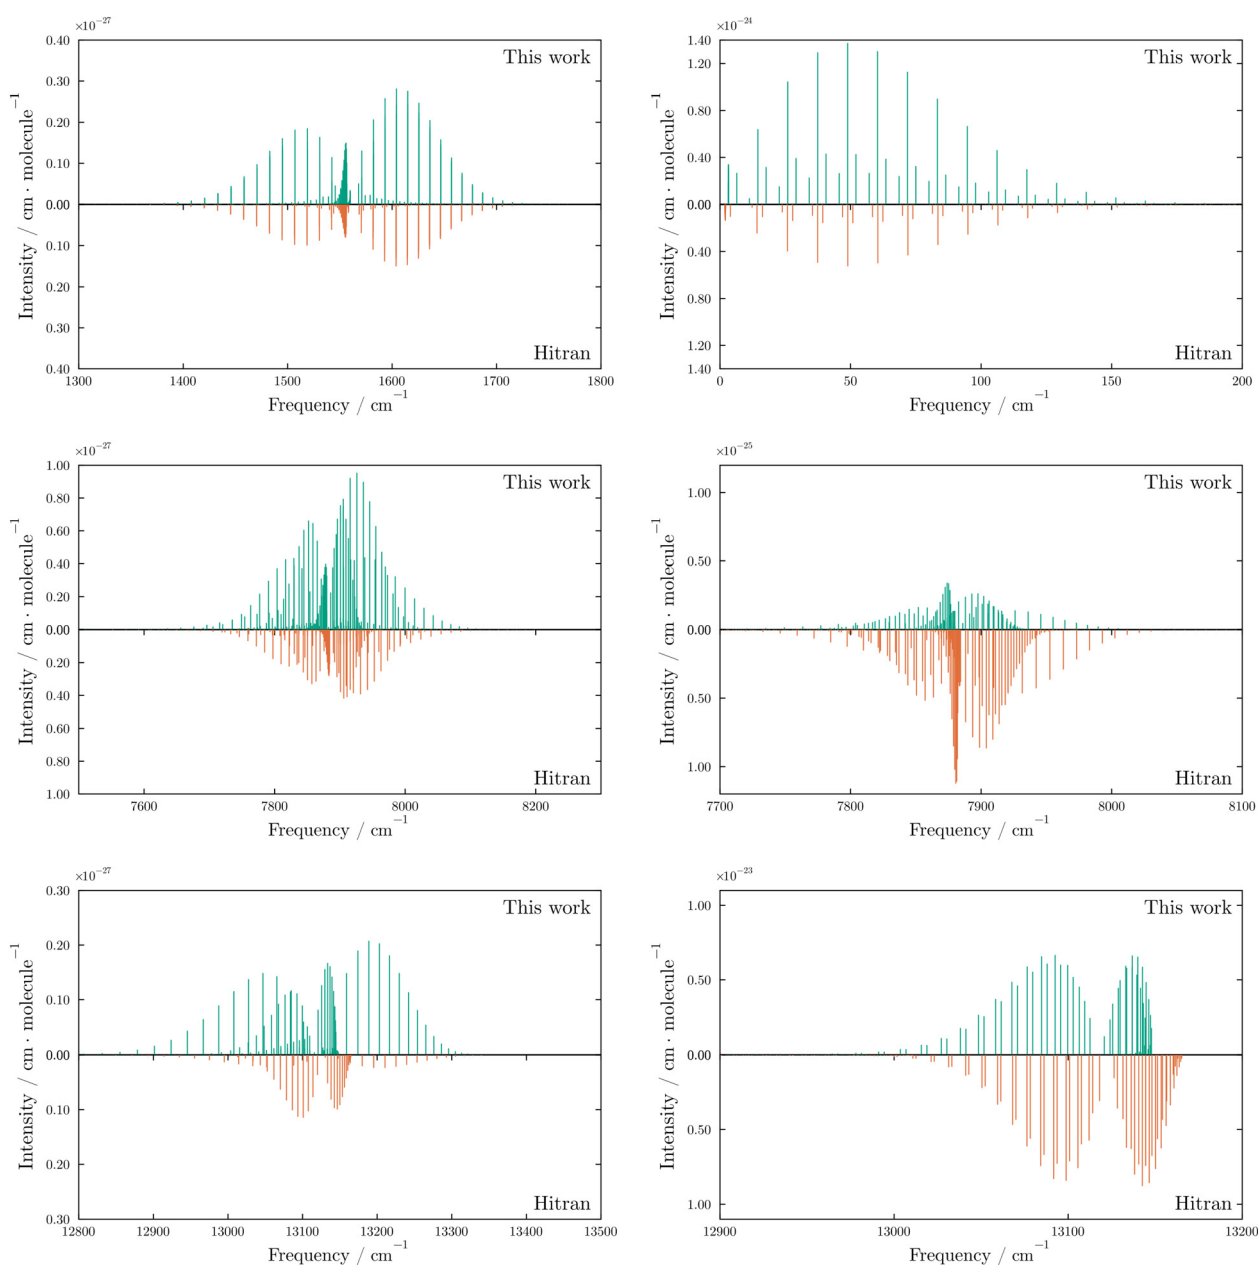 ×10−27
0.40
0.30
0.20
0.10
0.00
0.10
0.20
0.30
0.40
Intensity / cm · molecule−1
This work
Hitran
1300 1400 1500 1600 1700 1800
Frequency / cm−1
×10−24
1.40
1.20
0.80
0.40
0.00
0.40
0.80
1.20
1.40
Intensity / cm · molecule−1
This work
Hitran
0 50 100 150 200
Frequency / cm−1
×10−27
1.00
0.80
0.60
0.40
0.20
0.00
0.20
0.40
0.60
0.80
1.00
Intensity / cm · molecule−1
This work
Hitran
7600 7800 8000 8200
Frequency / cm−1
×10−25
1.00
0.50
0.00
0.50
1.00
Intensity / cm · molecule−1
This work
Hitran
7700 7800 7900 8000 8100
Frequency / cm−1
×10−27
0.30
0.20
0.10
0.00
0.10
0.20
0.30
Intensity / cm · molecule−1
This work
Hitran
12800 12900 13000 13100 13200 13300 13400 13500
Frequency / cm−1
×10−23
1.00
0.50
0.00
0.50
1.00
Intensity / cm · molecule−1
This work
Hitran
12900 13000 13100 13200
Frequency / cm−1